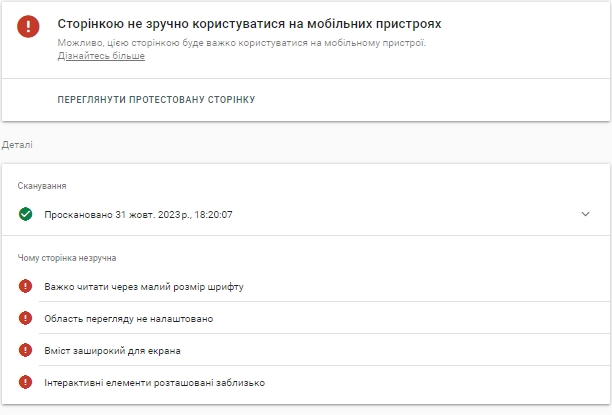 Сторінкою не зручно користуватися на мобільних пристроях
Можливо, цією сторінкою буде важко користуватися на мобільному пристрої.
Дізнайтесь більше
ПЕРЕГЛЯНУТИ ПРОТЕСТОВАНУ СТОРІНКУ
Деталі
Сканування
Проскановано 31 жовт. 2023 р., 18:20:07
Чому сторінка незручна
Важко читати через малий розмір шрифту
Область перегляду не налаштовано
Вміст заширокий для екрана
Інтерактивні елементи розташовані заблизько